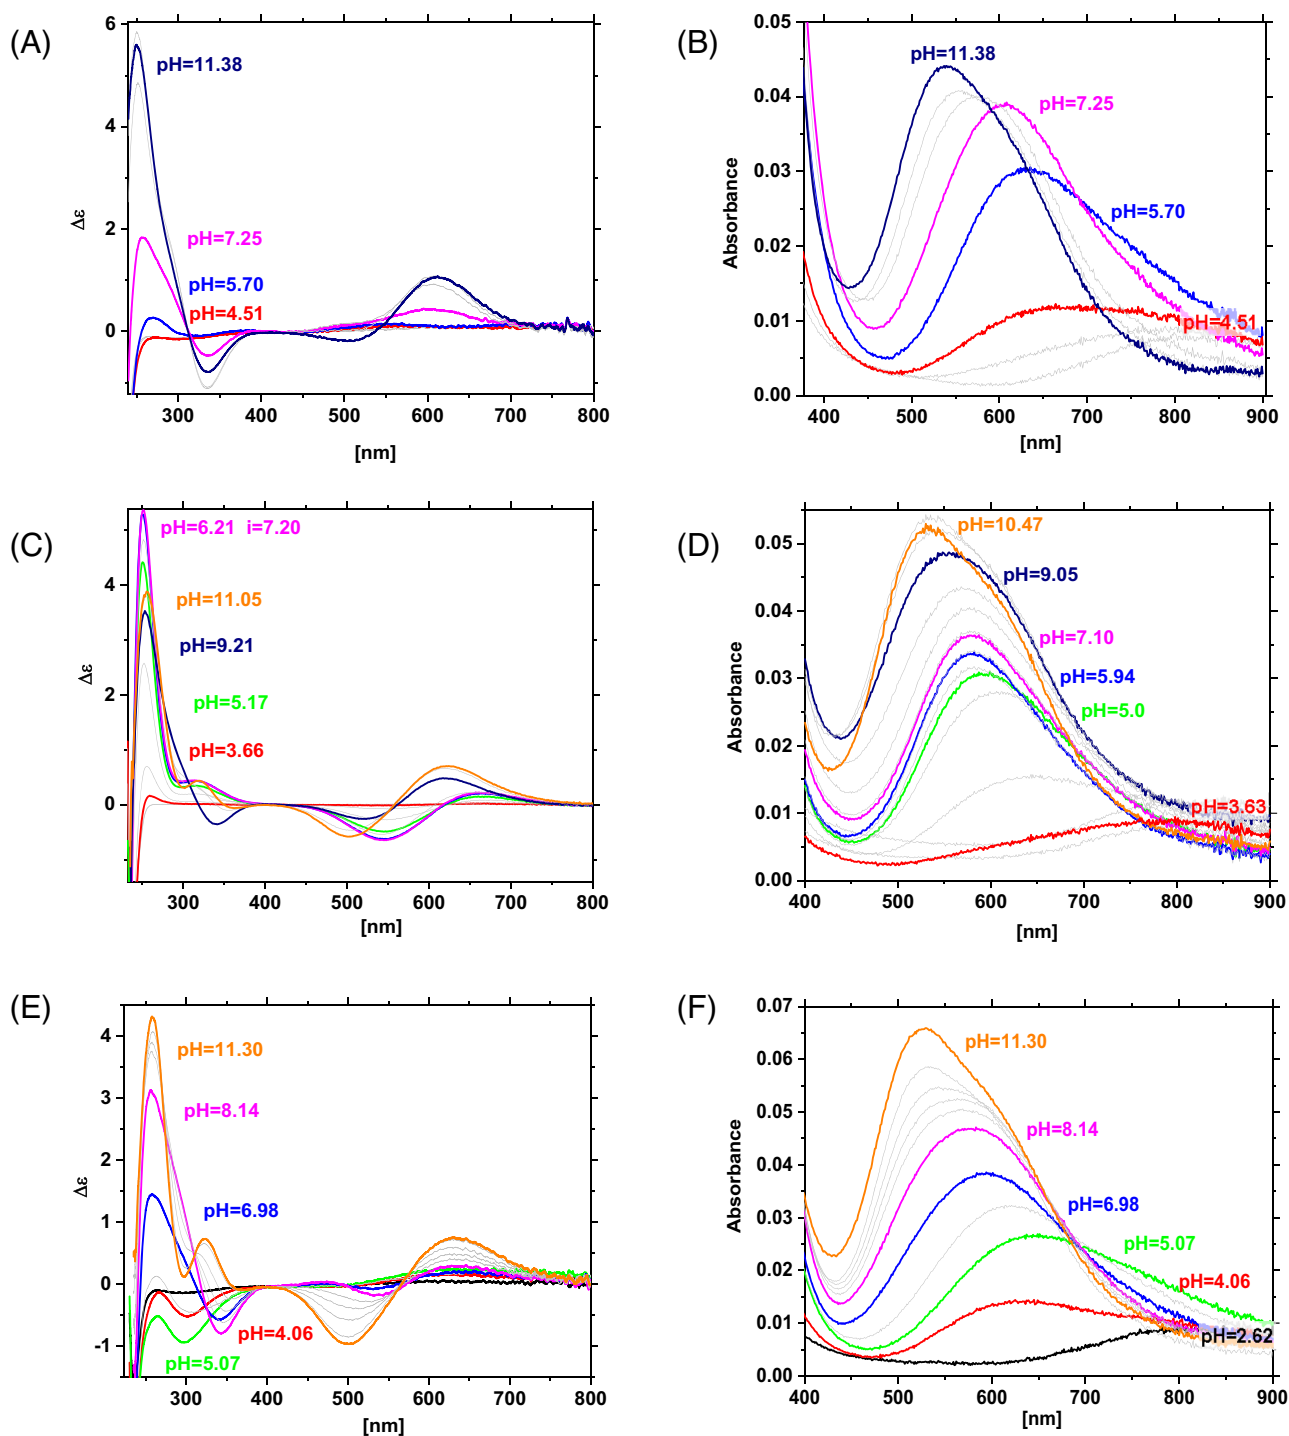 (A)
6
4
2
0
Δε
pH=11.38
pH=7.25
pH=5.70
pH=4.51
300 400 500 600 700 800
[nm]
(B)
0.05
0.04
0.03
0.02
0.01
0.00
Absorbance
pH=11.38
pH=7.25
pH=5.70
pH=4.51
400 500 600 700 800 900
[nm]
(C)
4
2
0
Δε
pH=6.21 i=7.20
pH=11.05
pH=9.21
pH=5.17
pH=3.66
300 400 500 600 700 800
[nm]
(D)
0.05
0.04
0.03
0.02
0.01
0.00
Absorbance
pH=10.47
pH=9.05
pH=7.10
pH=5.94
pH=5.0
pH=3.63
400 500 600 700 800 900
[nm]
(E)
4
3
2
1
0
-1
Δε
pH=11.30
pH=8.14
pH=6.98
pH=4.06
pH=5.07
300 400 500 600 700 800
[nm]
(F)
0.07
0.06
0.05
0.04
0.03
0.02
0.01
0.00
Absorbance
pH=11.30
pH=8.14
pH=6.98
pH=5.07
pH=4.06
pH=2.62
400 500 600 700 800 900
[nm]